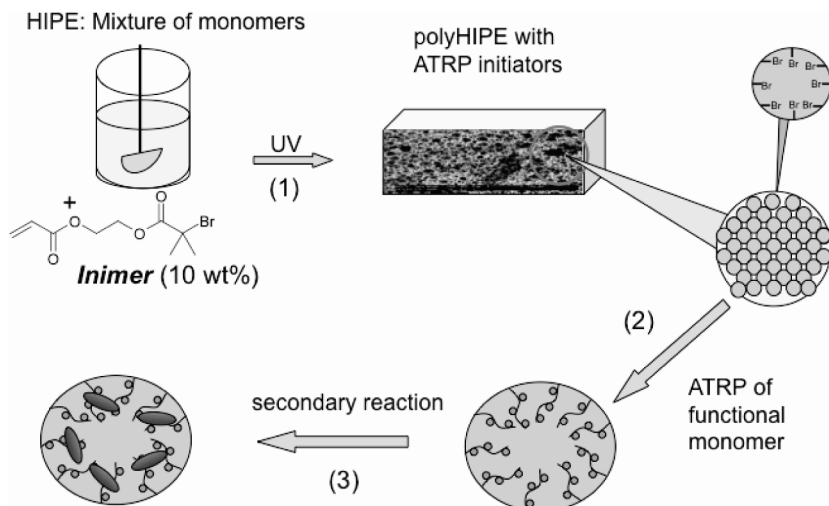 HIPE: Mixture of monomers
polyHIPE with
ATRP initiators
Br Br Br
Br Br
Br Br Br
UV
(1)
+
O
O
O
O
Br
Inimer (10 wt%)
(2)
ATRP of
functional
monomer
secondary reaction
(3)